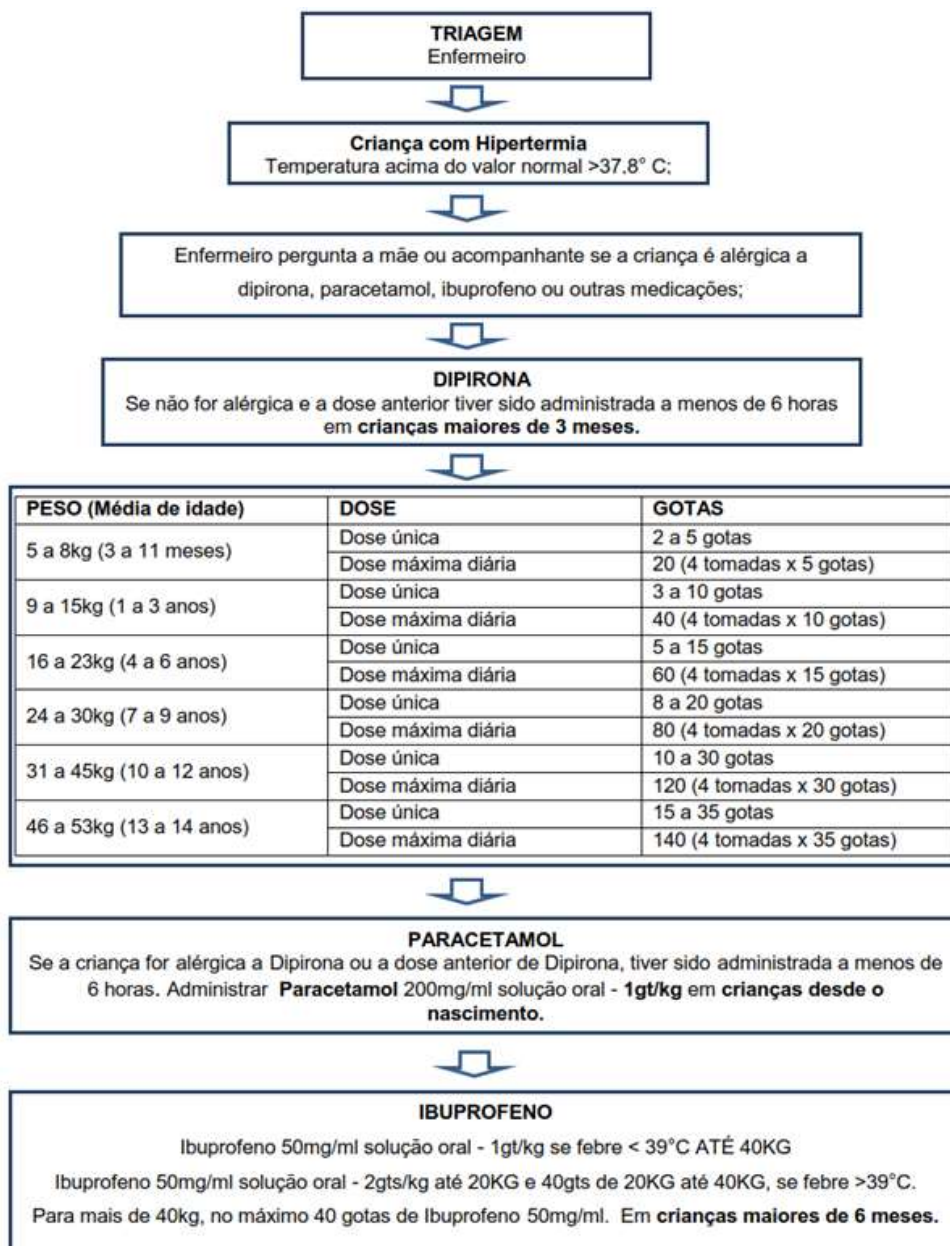 TRIAGEM
Enfermeiro
Criança com Hipertermia
Temperatura acima do valor normal >37.8° C;
Enfermeiro pergunta a mãe ou acompanhante se a criança é alérgica a
dipirona, paracetamol, ibuprofeno ou outras medicações;
DIPIRONA
Se não for alérgica e a dose anterior tiver sido administrada a menos de 6 horas
em crianças maiores de 3 meses.
PESO (Média de idade) DOSE GOTAS
5 a 8kg (3 a 11 meses) Dose única 2 a 5 gotas
Dose máxima diária 20 (4 tomadas x 5 gotas)
9 a 15kg (1 a 3 anos) Dose única 3 a 10 gotas
Dose máxima diária 40 (4 tomadas x 10 gotas)
16 a 23kg (4 a 6 anos) Dose única 5 a 15 gotas
Dose máxima diária 60 (4 tomadas x 15 gotas)
24 a 30kg (7 a 9 anos) Dose única 8 a 20 gotas
Dose máxima diária 80 (4 tomadas x 20 gotas)
31 a 45kg (10 a 12 anos) Dose única 10 a 30 gotas
Dose máxima diária 120 (4 tomadas x 30 gotas)
46 a 53kg (13 a 14 anos) Dose única 15 a 35 gotas
Dose máxima diária 140 (4 tomadas x 35 gotas)
PARACETAMOL
Se a criança for alérgica a Dipirona ou a dose anterior de Dipirona, tiver sido administrada a menos de
6 horas. Administrar Paracetamol 200mg/ml solução oral - 1gt/kg em crianças desde o
nascimento.
IBUPROFENO
Ibuprofeno 50mg/ml solução oral - 1gt/kg se febre < 39°C ATÉ 40KG
Ibuprofeno 50mg/ml solução oral - 2gts/kg até 20KG e 40gts de 20KG até 40KG, se febre >39°C.
Para mais de 40kg, no máximo 40 gotas de Ibuprofeno 50mg/ml. Em crianças maiores de 6 meses.